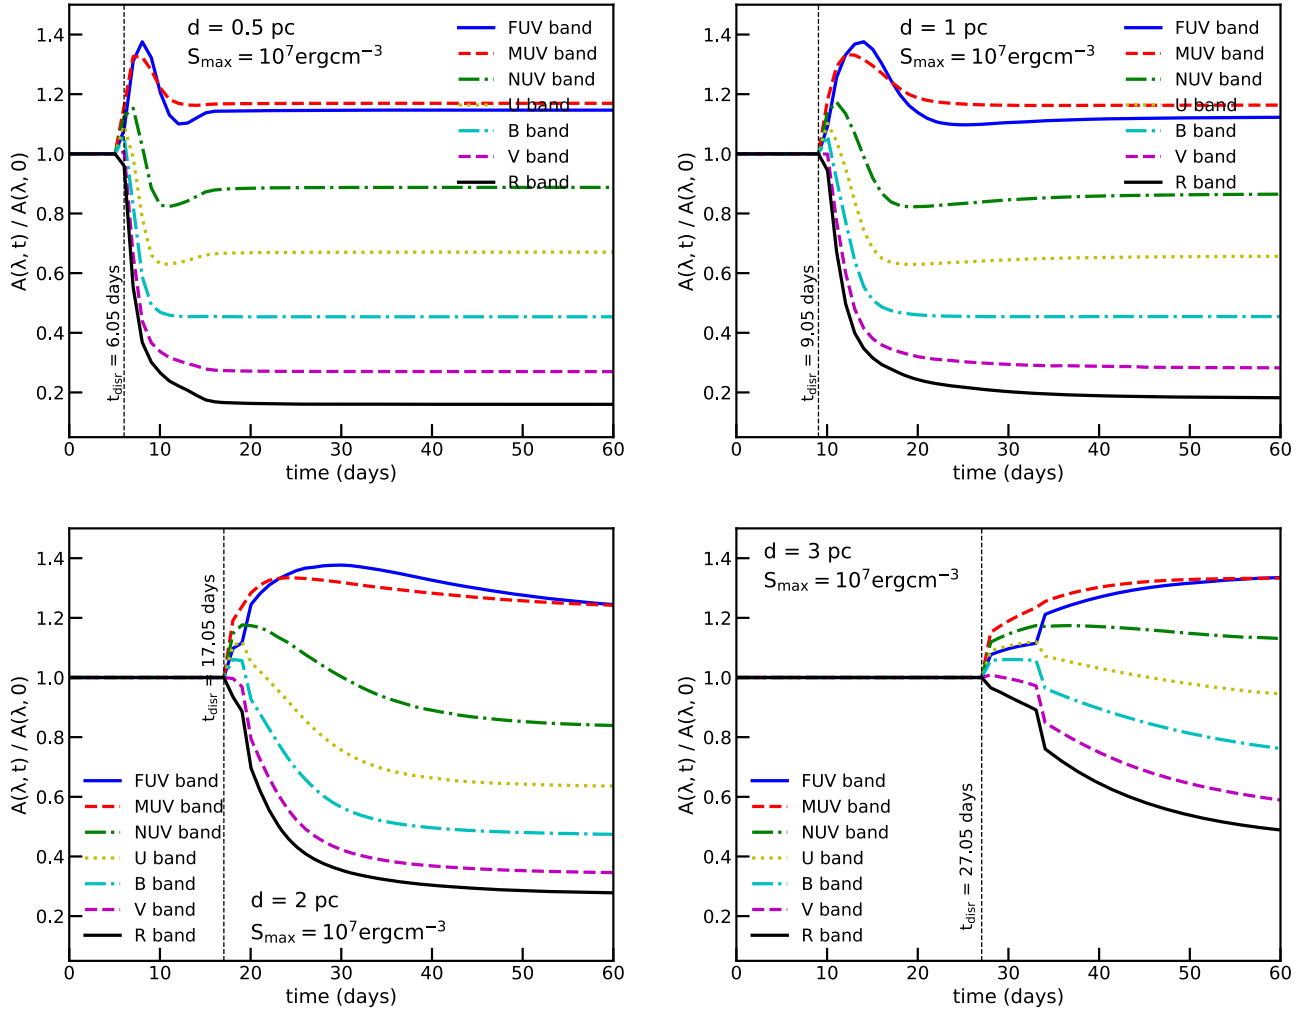 d = 0.5 pc
S_max = 10^7 ergcm^−3
FUV band
MUV band
NUV band
U band
B band
V band
R band
t_disr = 6.05 days
A(λ, t) / A(λ, 0)
1.4
1.2
1.0
0.8
0.6
0.4
0.2
0 10 20 30 40 50 60
time (days)
d = 1 pc
S_max = 10^7 ergcm^−3
FUV band
MUV band
NUV band
U band
B band
V band
R band
t_disr = 9.05 days
A(λ, t) / A(λ, 0)
1.4
1.2
1.0
0.8
0.6
0.4
0.2
0 10 20 30 40 50 60
time (days)
t_disr = 17.05 days
A(λ, t) / A(λ, 0)
1.4
1.2
1.0
0.8
0.6
0.4
0.2
FUV band
MUV band
NUV band
U band
B band
V band
R band
d = 2 pc
S_max = 10^7 ergcm^−3
0 10 20 30 40 50 60
time (days)
d = 3 pc
S_max = 10^7 ergcm^−3
A(λ, t) / A(λ, 0)
1.4
1.2
1.0
0.8
0.6
0.4
0.2
FUV band
MUV band
NUV band
U band
B band
V band
R band
t_disr = 27.05 days
0 10 20 30 40 50 60
time (days)